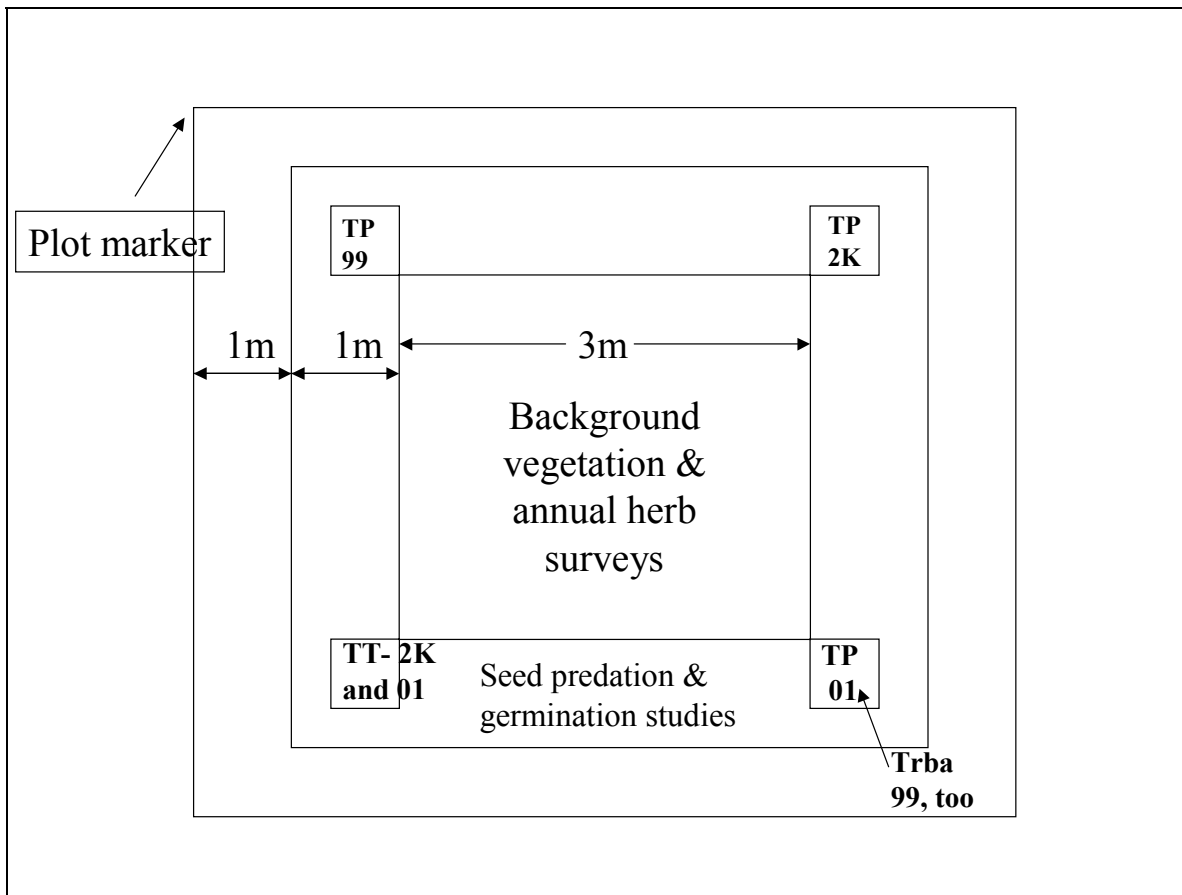 TP
99
TP
2K
Plot marker
1m
1m
3m
Background
vegetation &
annual herb
surveys
TT- 2K
and 01
Seed predation &
germination studies
TP
01
Trba
99, too